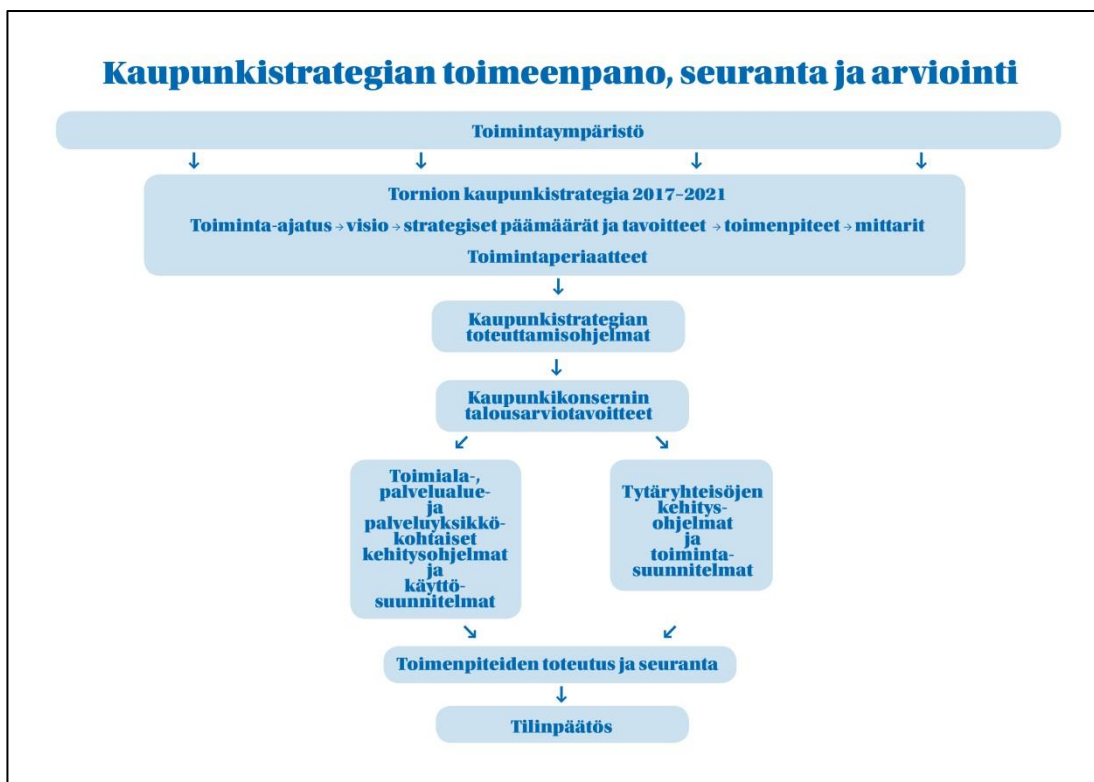 Kaupunkistrategian toimeenpano, seuranta ja arviointi
Toimintaympäristö
↓ ↓ ↓ ↓
Tornion kaupunkistrategia 2017–2021
Toiminta-ajatus → visio → strategiset päämäärät ja tavoitteet → toimenpiteet → mittarit
Toimintaperiaatteet
↓
Kaupunkistrategian
toteuttamisohjelmat
↓
Kaupunkikonsernin
talousarviotavoitteet
↙ ↘
Toimiala-,
palvelualue-
ja
palveluyksikkö-
kohtaiset
kehitysohjelmat
ja
käyttö-
suunnitelmat
Tytäryhteisöjen
kehitys-
ohjelmat
ja
toiminta-
suunnitelmat
↘ ↙
Toimenpiteiden toteutus ja seuranta
↓
Tilinpäätös